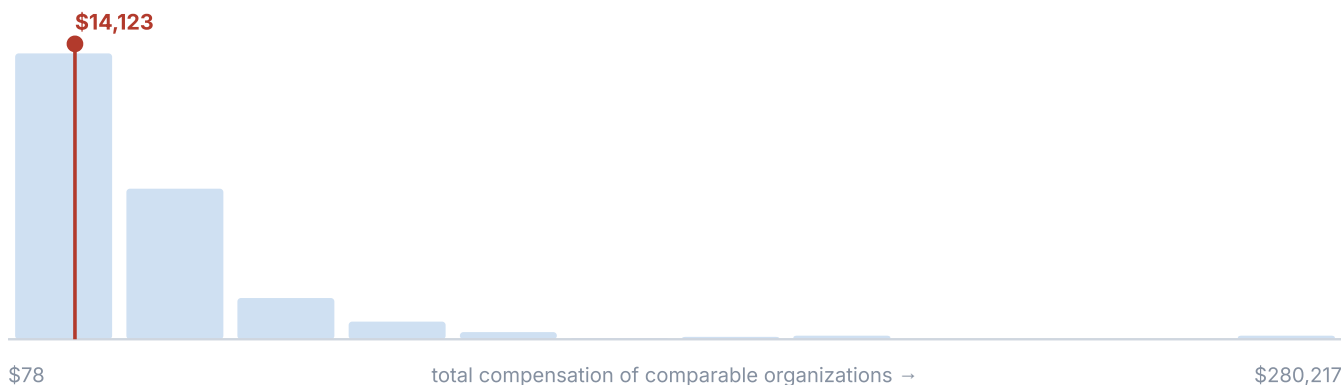 $14,123
$78 total compensation of comparable organizations → $280,217